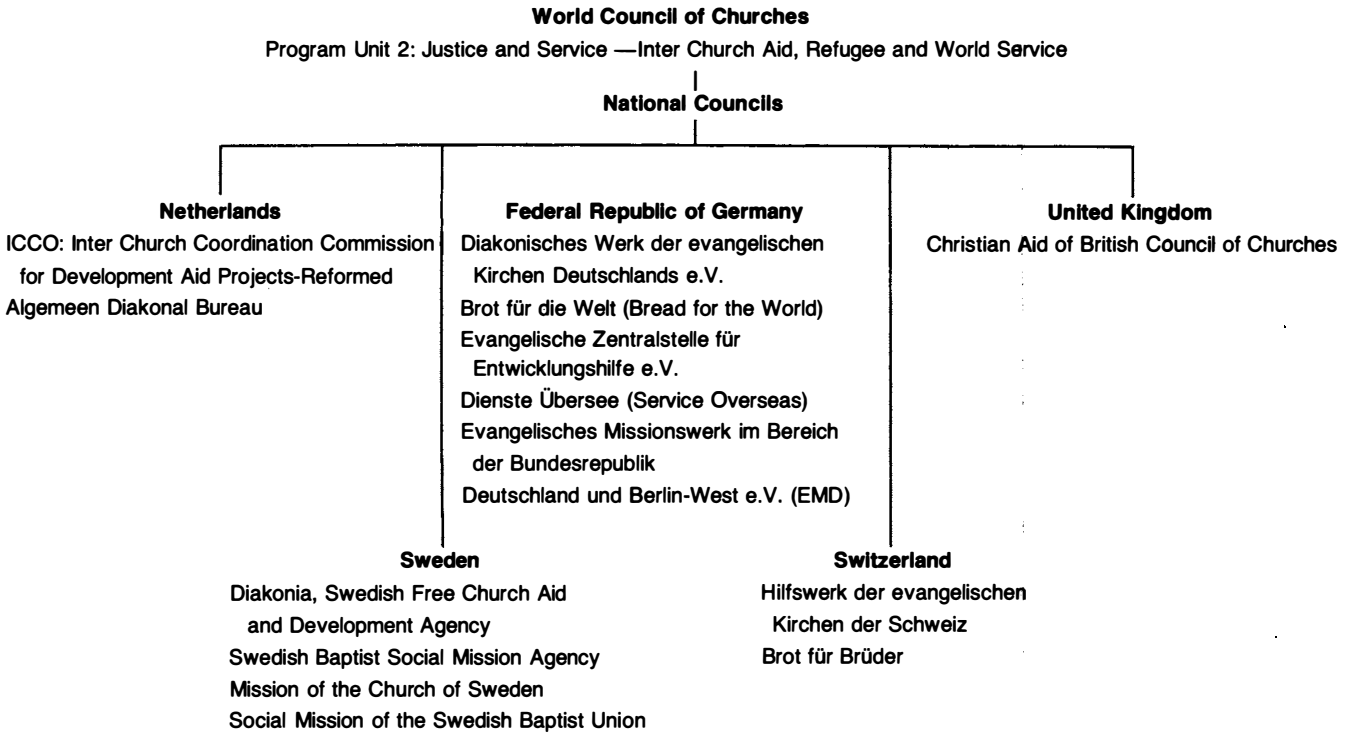 World Council of Churches
Program Unit 2: Justice and Service —Inter Church Aid, Refugee and World Service
National Councils
Netherlands
ICCO: Inter Church Coordination Commission
for Development Aid Projects-Reformed
Algemeen Diakonal Bureau
Federal Republic of Germany
Diakonisches Werk der evangelischen
Kirchen Deutschlands e.V.
Brot für die Welt (Bread for the World)
Evangelische Zentralstelle für
Entwicklungshilfe e.V.
Dienste Übersee (Service Overseas)
Evangelisches Missionswerk im Bereich
der Bundesrepublik
Deutschland und Berlin-West e.V. (EMD)
United Kingdom
Christian Aid of British Council of Churches
Sweden
Diakonia, Swedish Free Church Aid
and Development Agency
Swedish Baptist Social Mission Agency
Mission of the Church of Sweden
Social Mission of the Swedish Baptist Union
Switzerland
Hilfswerk der evangelischen
Kirchen der Schweiz
Brot für Brüder